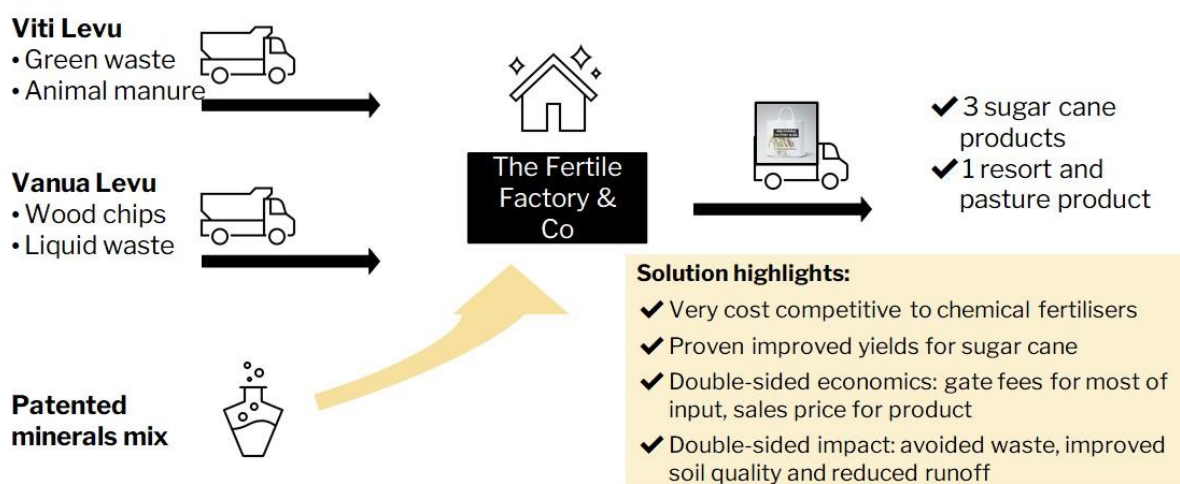 Viti Levu
• Green waste
• Animal manure
Vanua Levu
• Wood chips
• Liquid waste
Patented
minerals mix
The Fertile
Factory &
Co
✔ 3 sugar cane
products
✔ 1 resort and
pasture product
Solution highlights:
✔ Very cost competitive to chemical fertilisers
✔ Proven improved yields for sugar cane
✔ Double-sided economics: gate fees for most of
input, sales price for product
✔ Double-sided impact: avoided waste, improved
soil quality and reduced runoff